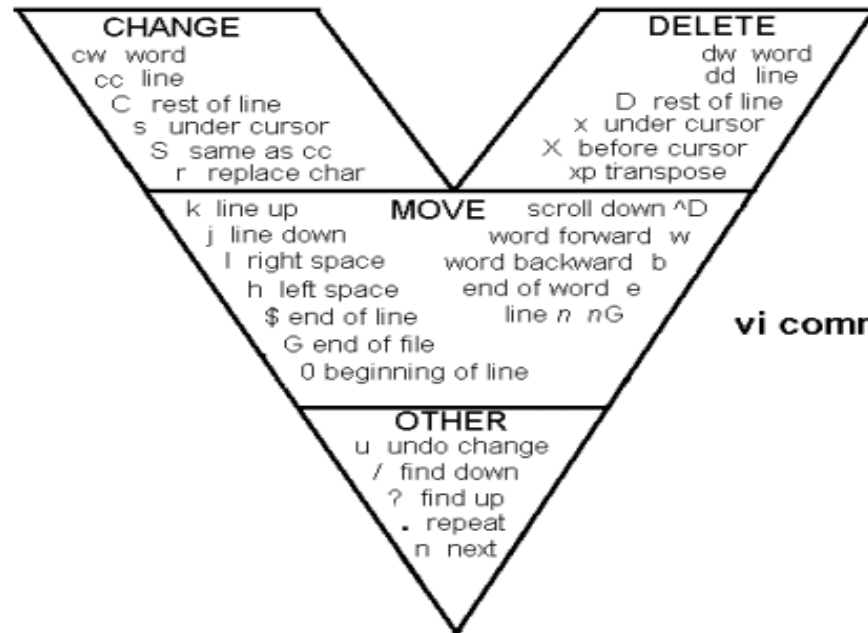 CHANGE
cw word
cc line
C rest of line
s under cursor
S same as cc
r replace char
DELETE
dw word
dd line
D rest of line
x under cursor
X before cursor
xp transpose
MOVE
k line up
j line down
l right space
h left space
$ end of line
G end of file
0 beginning of line
scroll down ^D
word forward w
word backward b
end of word e
line n nG
vi comm
OTHER
u undo change
/ find down
? find up
. repeat
n next